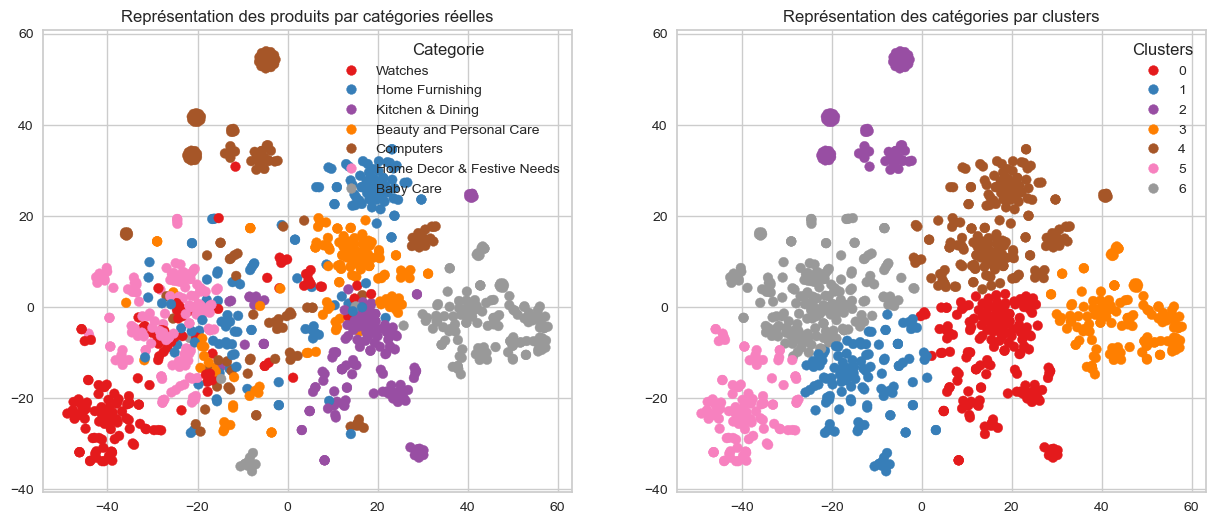 Représentation des produits par catégories réelles
60
40
20
0
−20
−40
−40
−20
0
20
40
60
Categorie
Watches
Home Furnishing
Kitchen & Dining
Beauty and Personal Care
Computers
Home Decor & Festive Needs
Baby Care
Représentation des catégories par clusters
60
40
20
0
−20
−40
−40
−20
0
20
40
60
Clusters
0
1
2
3
4
5
6